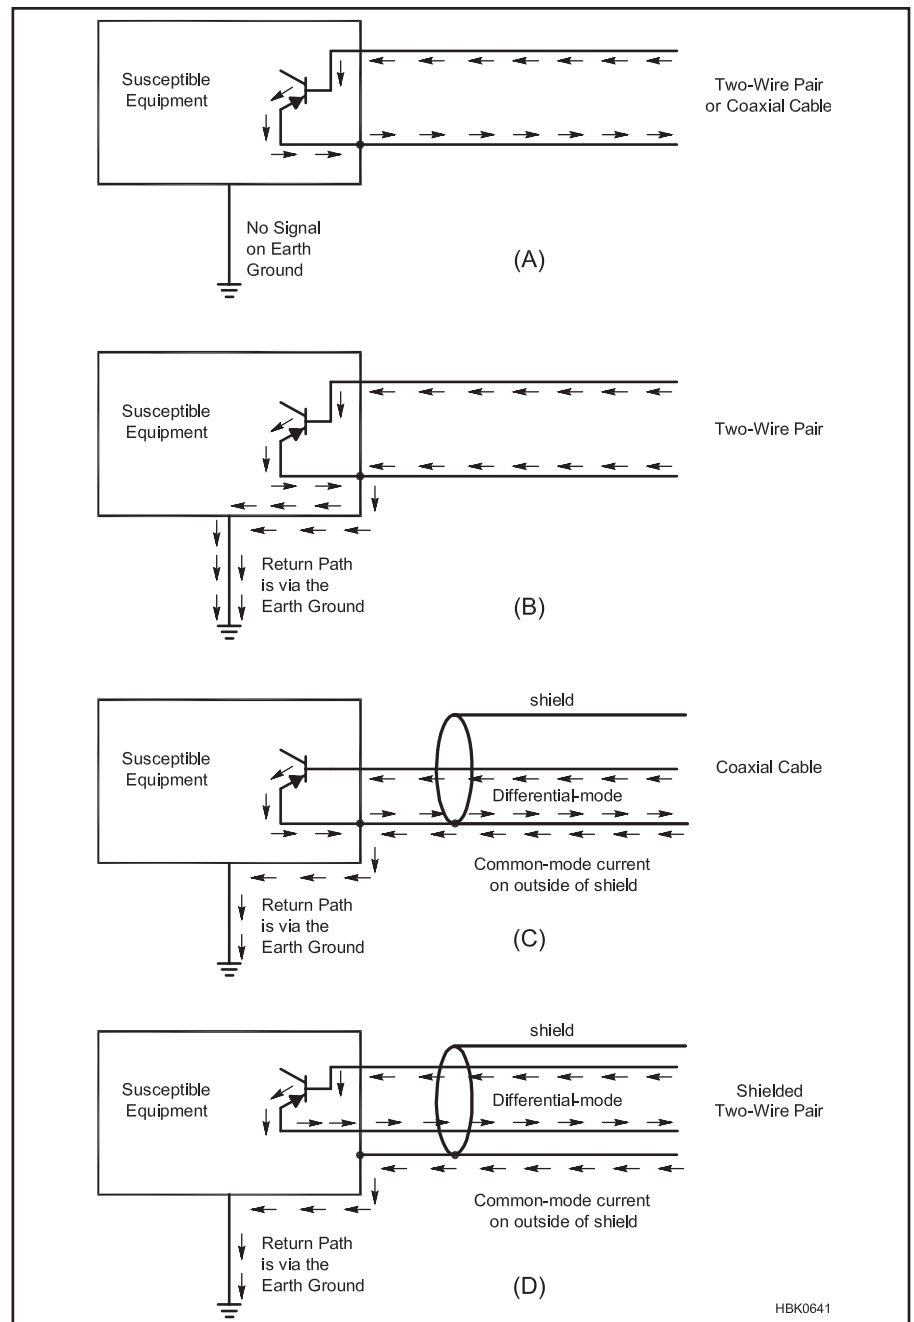 Susceptible
Equipment
Two-Wire Pair
or Coaxial Cable
No Signal
on Earth
Ground
(A)
Susceptible
Equipment
Two-Wire Pair
Return Path
is via the
Earth Ground
(B)
shield
Susceptible
Equipment
Coaxial Cable
Differential-mode
Common-mode current
on outside of shield
Return Path
is via the
Earth Ground
(C)
shield
Susceptible
Equipment
Differential-mode
Shielded
Two-Wire Pair
Common-mode current
on outside of shield
Return Path
is via the
Earth Ground
(D)
HBK0641